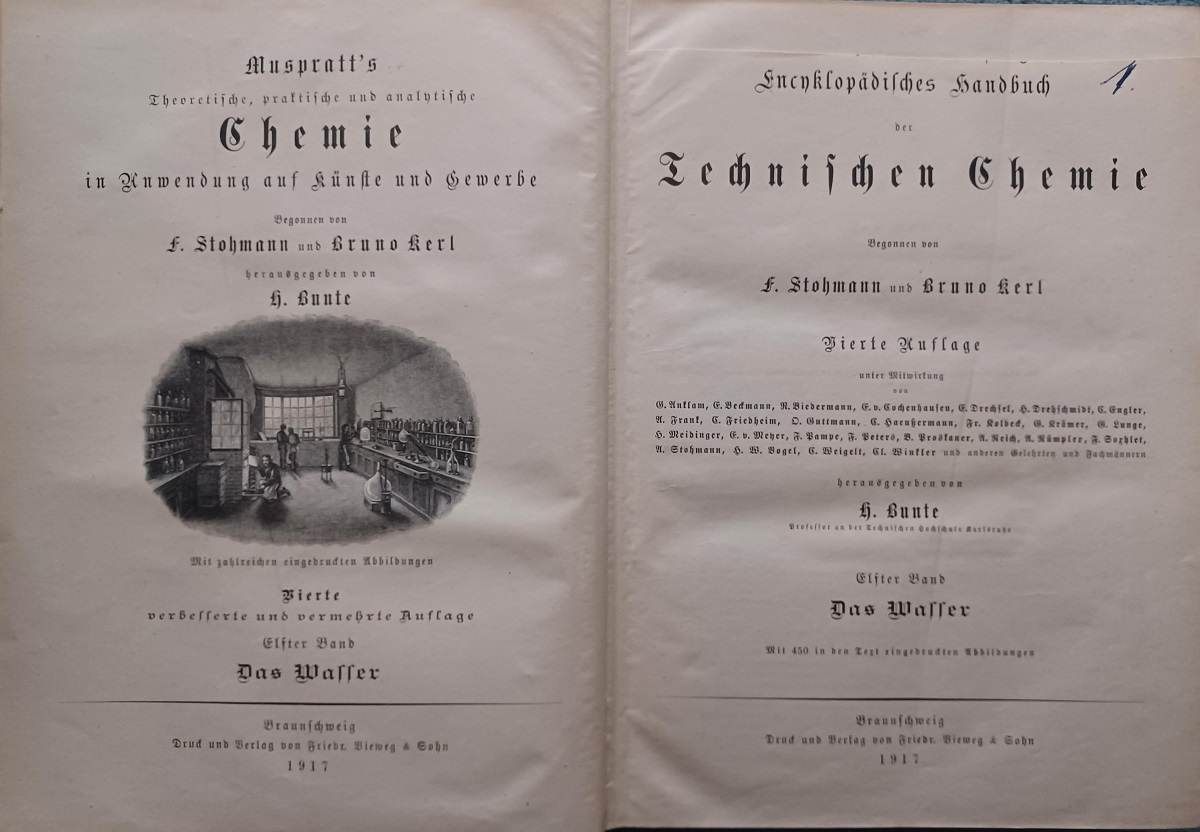 Muspratt's
Theoretische, praktische und analytische
Chemie
in Anwendung auf Künste und Gewerbe
Begonnen von
F. Stohmann und Bruno Kerl
herausgegeben von
H. Bunte
Mit zahlreichen eingedruckten Abbildungen
Vierte
verbesserte und vermehrte Auflage
Elfter Band
Das Wasser
Braunschweig
Druck und Verlag von Friedr. Vieweg & Sohn
1917
Encyklopädisches Handbuch
1.
der
Technischen Chemie
Begonnen von
F. Stohmann und Bruno Kerl
Vierte Auflage
unter Mitwirkung
von
G. Anklam, E. Beckmann, R. Biedermann, E. v. Cochenhausen, E. Drechsel, H. Drehschmidt, C. Engler,
A. Frank, C. Friedheim, O. Guttmann, C. Haeußermann, Fr. Kolbeck, G. Krämer, G. Lunge,
H. Meidinger, E. v. Meyer, F. Pampe, F. Peters, B. Proskauer, A. Reich, A. Rümpler, F. Soxhlet,
A. Stohmann, H. W. Vogel, C. Weigelt, Cl. Winkler und anderen Gelehrten und Fachmännern
herausgegeben von
H. Bunte
Professor an der Technischen Hochschule Karlsruhe
Elfter Band
Das Wasser
Mit 450 in den Text eingedruckten Abbildungen
Braunschweig
Druck und Verlag von Friedr. Vieweg & Sohn
1917